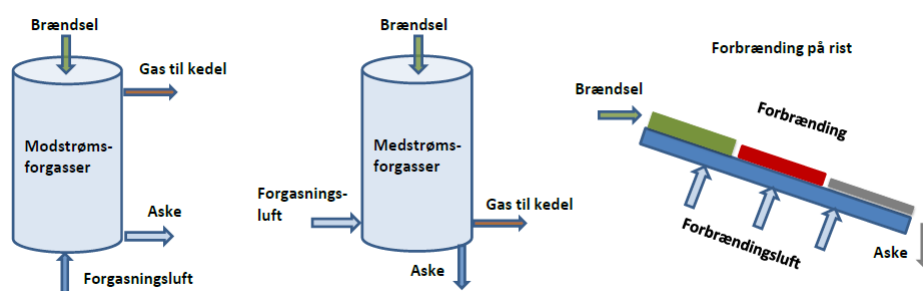 Brændsel
Gas til kedel
Modstrøms-
forgasser
Aske
Forgasningsluft
Brændsel
Medstrøms-
forgasser
Forgasnings-
luft
Gas til kedel
Aske
Forbrænding på rist
Brændsel
Forbrænding
Forbrændingsluft
Aske